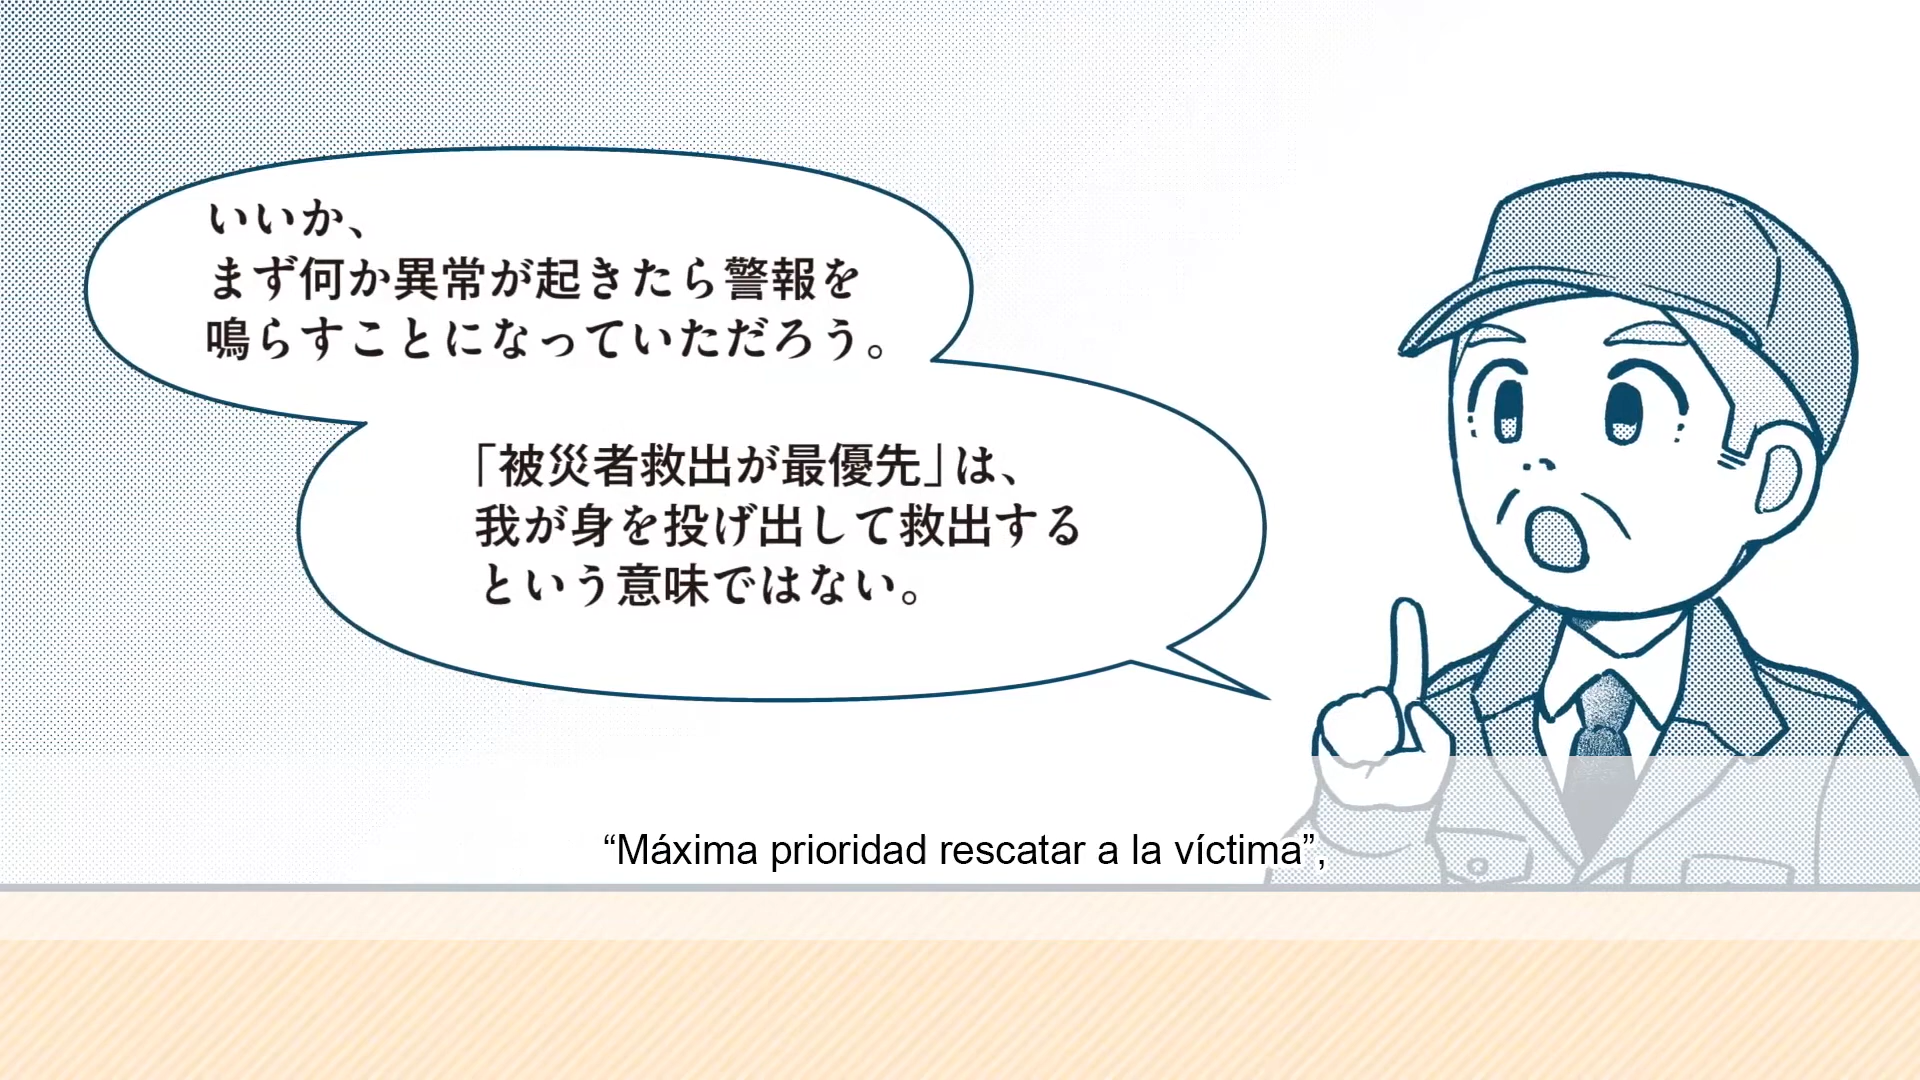 いいか、
まず何か異常が起きたら警報を
鳴らすことになっていただろう。
「被災者救出が最優先」は、
我が身を投げ出して救出する
という意味ではない。
“Máxima prioridad rescatar a la víctima”,